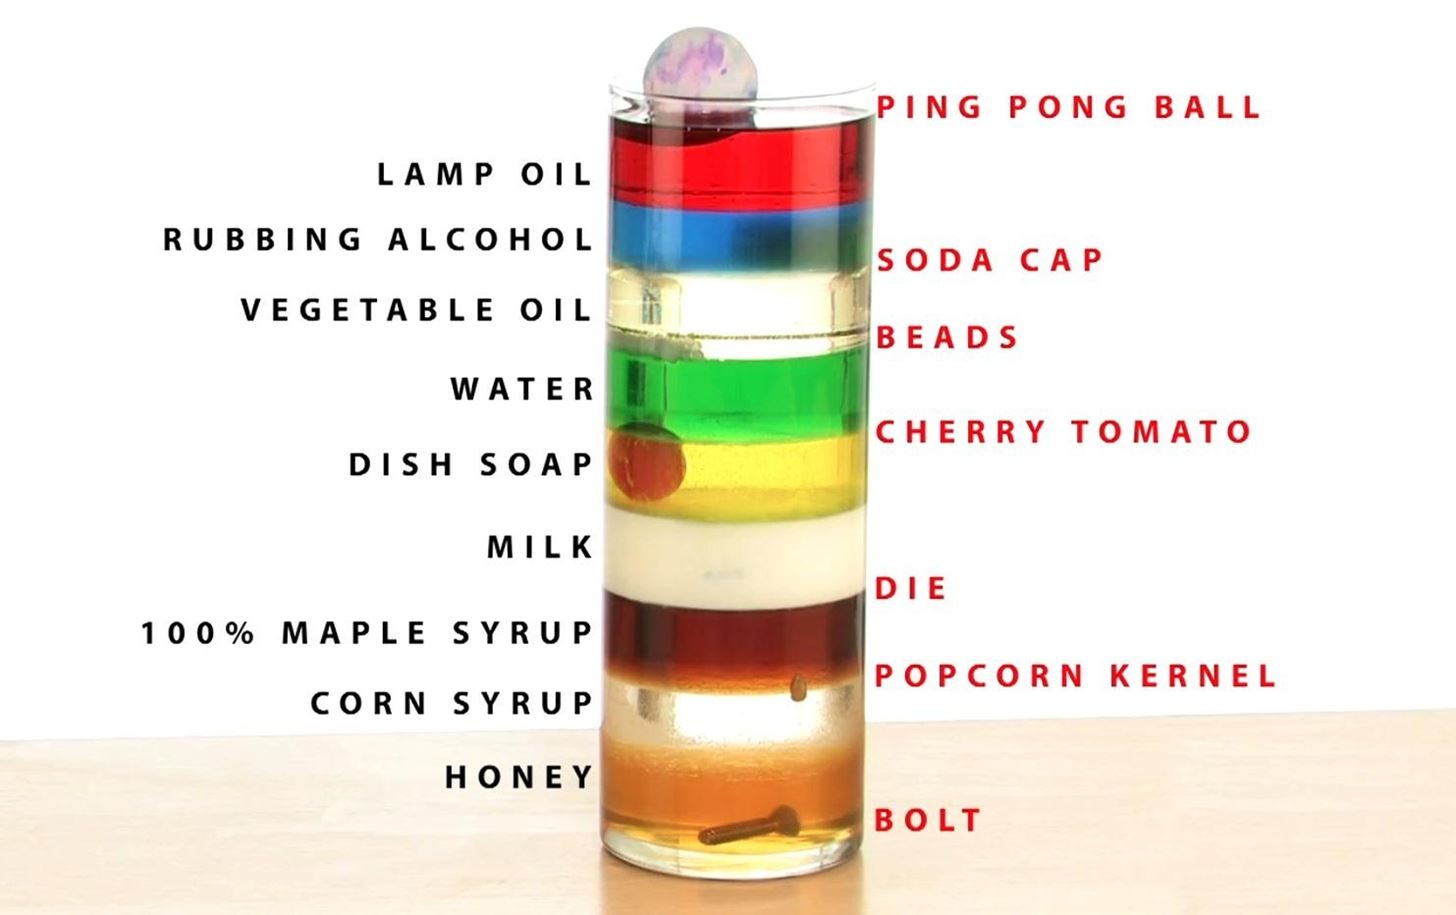 PING PONG BALL
LAMP OIL
RUBBING ALCOHOL
SODA CAP
VEGETABLE OIL
BEADS
WATER
CHERRY TOMATO
DISH SOAP
MILK
DIE
100% MAPLE SYRUP
POPCORN KERNEL
CORN SYRUP
HONEY
BOLT